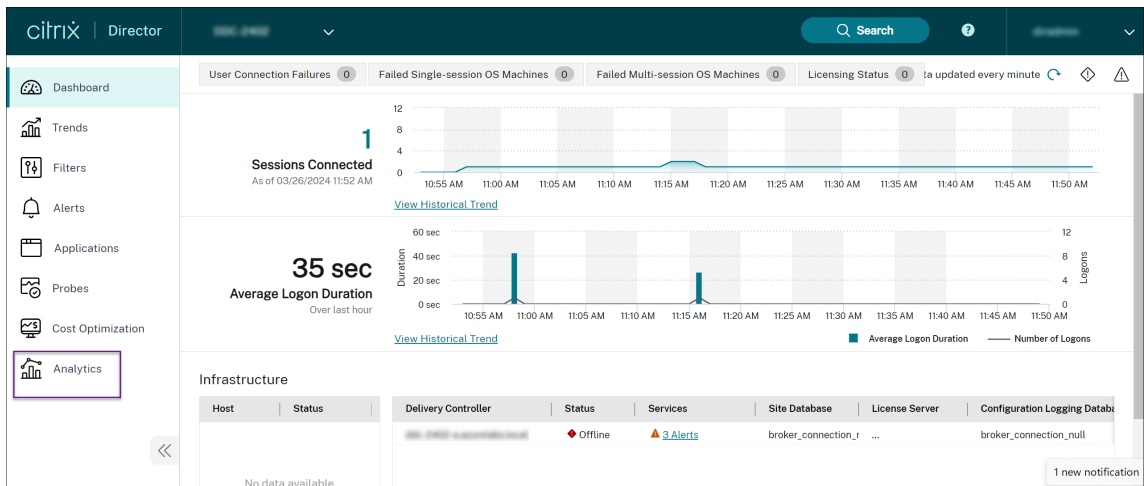 citrix | Director
Search
?
Dashboard
Trends
Filters
Alerts
Applications
Probes
Cost Optimization
Analytics
User Connection Failures 0
Failed Single-session OS Machines 0
Failed Multi-session OS Machines 0
Licensing Status 0
ta updated every minute
1
Sessions Connected
As of 03/26/2024 11:52 AM
12
8
4
0
10:55 AM 11:00 AM 11:05 AM 11:10 AM 11:15 AM 11:20 AM 11:25 AM 11:30 AM 11:35 AM 11:40 AM 11:45 AM 11:50 AM
View Historical Trend
35 sec
Average Logon Duration
Over last hour
Duration
60 sec
40 sec
20 sec
0 sec
12
8
4
0
Logons
10:55 AM 11:00 AM 11:05 AM 11:10 AM 11:15 AM 11:20 AM 11:25 AM 11:30 AM 11:35 AM 11:40 AM 11:45 AM 11:50 AM
View Historical Trend
Average Logon Duration Number of Logons
Infrastructure
Host Status
No data available
Delivery Controller Status Services Site Database License Server Configuration Logging Databa
Offline 3 Alerts broker_connection_r ... broker_connection_null
1 new notification